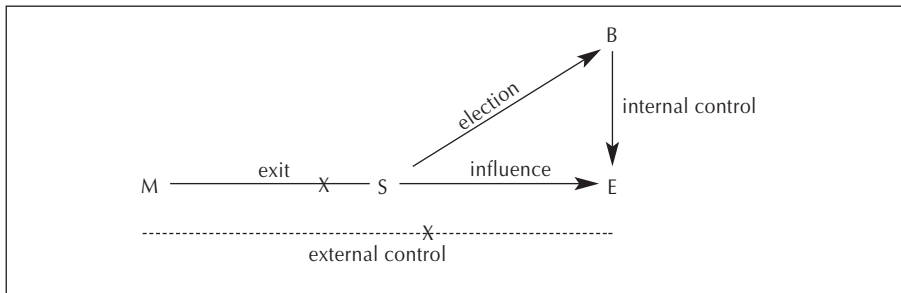 B
election
internal control
exit
influence
M
X
S
E
X
external control